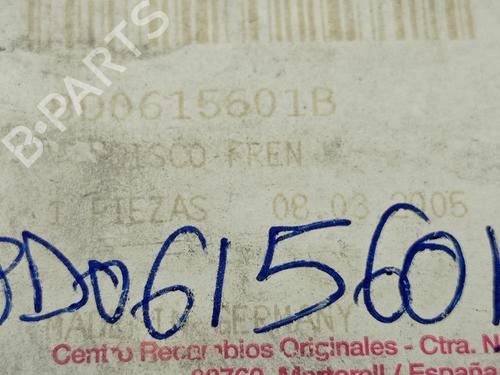 B-PARTS
D0615601B
DISCO FREN
1 PIEZAS 08.03.2005
8D0615601
MADE IN GERMANY
Centro Recambios Originales - Ctra. N
08760 Martorell / España